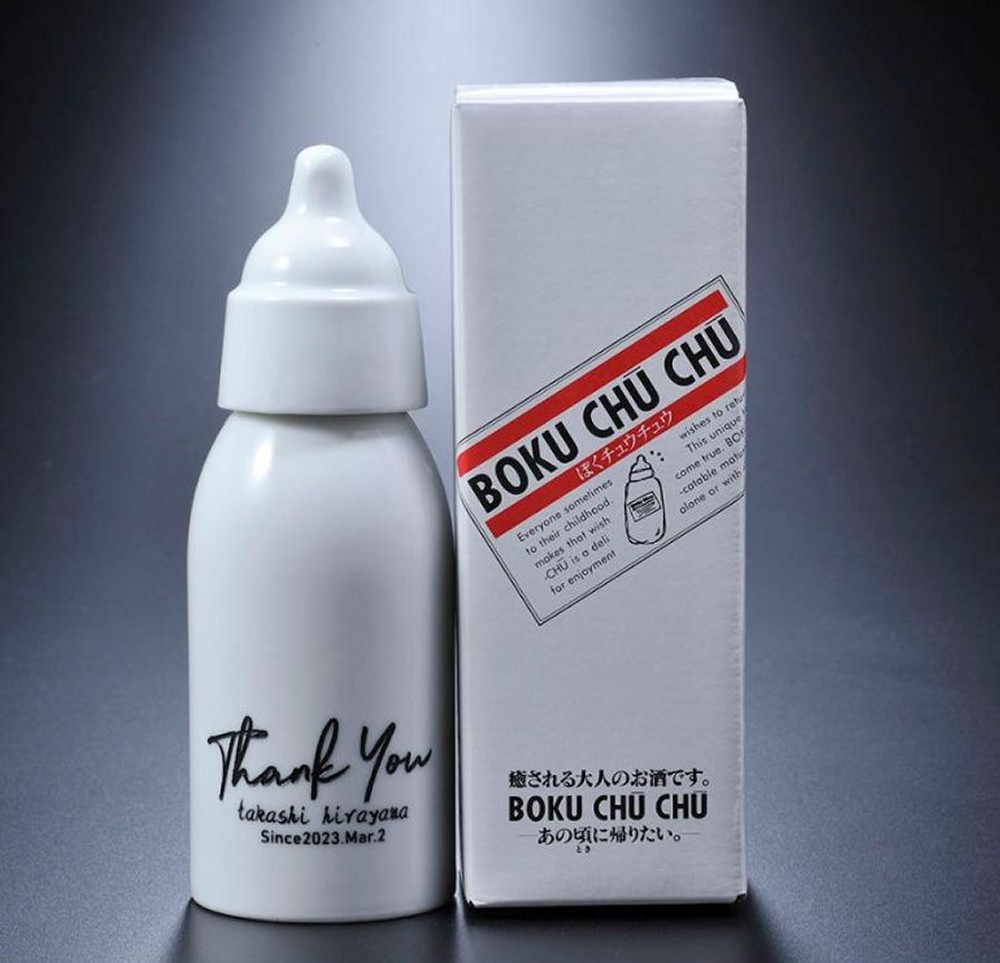 Thank You
takashi hirayama
Since2023.Mar.2
BOKU CHŪ CHŪ
ぼくチュウチュウ
Everyone sometimes
to their childhood.
makes that wish
-CHŪ is a deli
for enjoyment
wishes to retu
This unique
come true. BO
-catable matu
alone or with
癒される大人のお酒です。
BOKU CHŪ CHŪ
あの頃に帰りたい。
とき